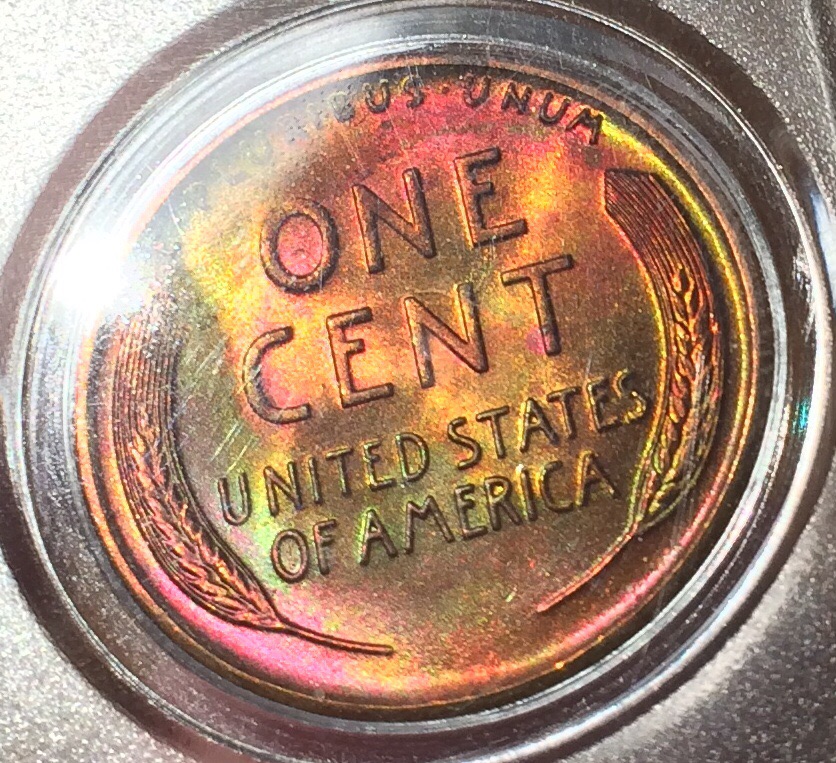 UNUM
ONE
CENT
UNITED STATES
OF AMERICA